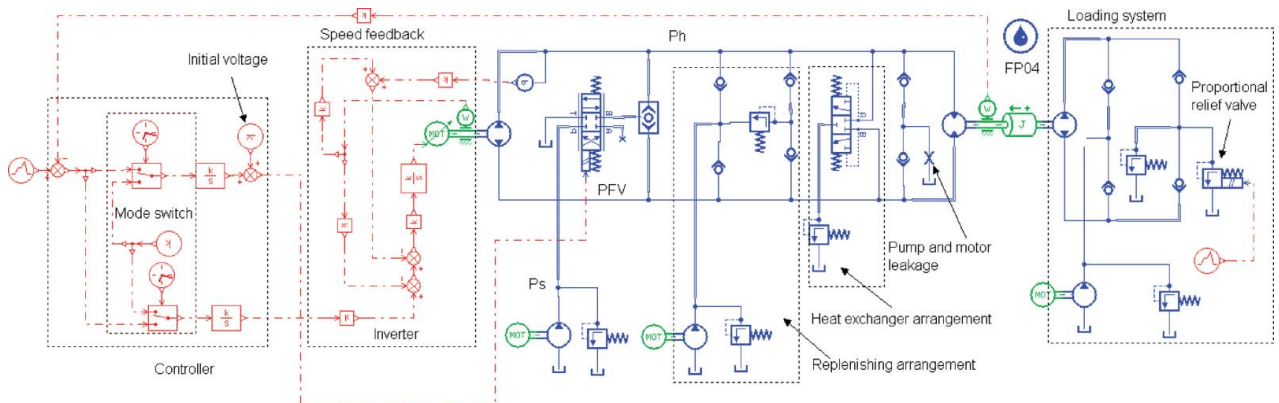 Loading system
Ph
Speed feedback
FP04
Initial voltage
Proportional
relief valve
MOT
Mode switch
PFV
Pump and motor
leakage
Ps
Heat exchanger arrangement
Inverter
MOT
MOT
MOT
Replenishing arrangement
Controller
k
s
k
s
k
s
k
k
k
k
k
k
k
k
w
w
J
T
B
P
A
A
B